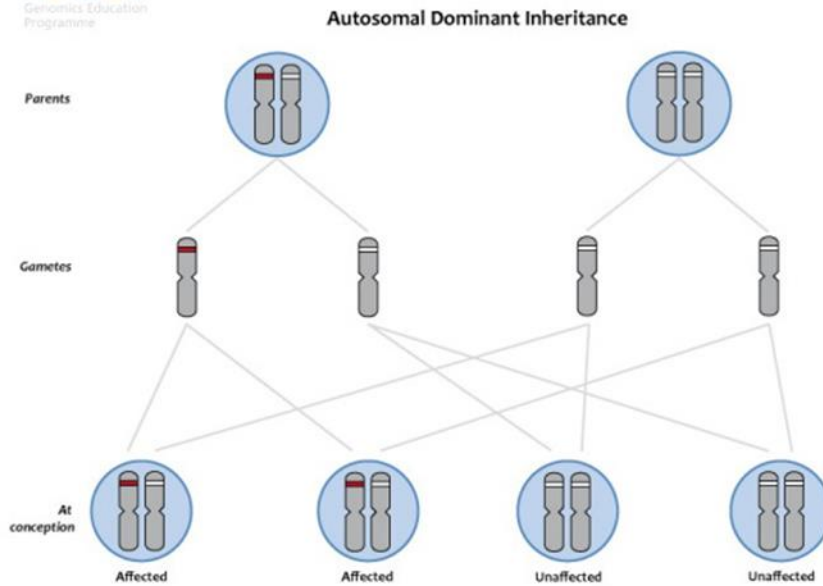 Genomics Education
Programme
Autosomal Dominant Inheritance
Parents
Gametes
At
conception
Affected
Affected
Unaffected
Unaffected